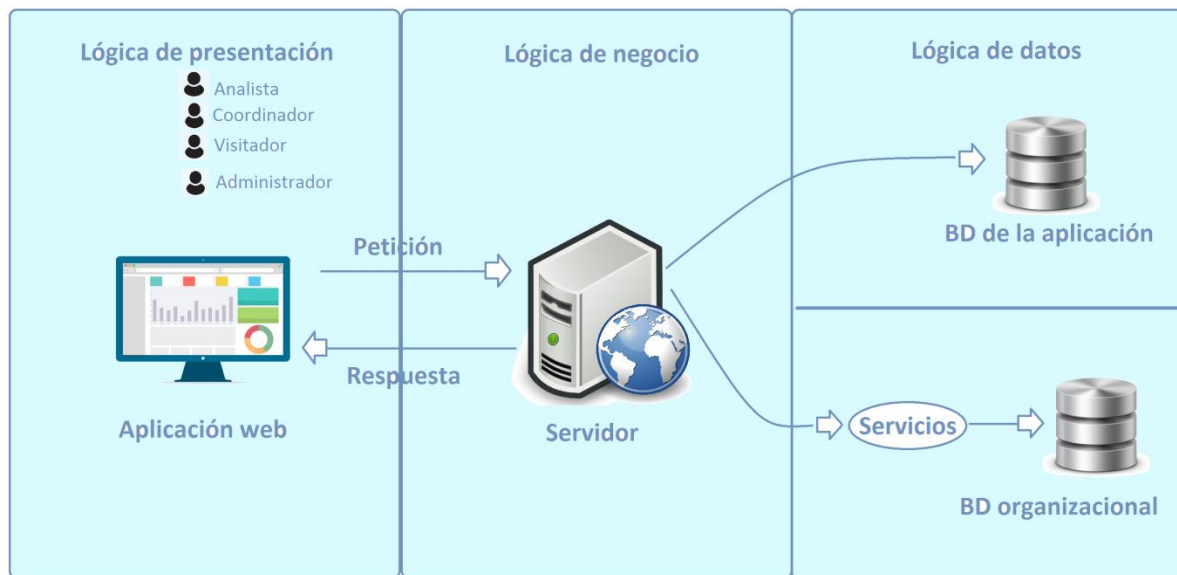 Lógica de presentación
Analista
Coordinador
Visitador
Administrador
Aplicación web
Petición
Respuesta
Lógica de negocio
Servidor
Lógica de datos
BD de la aplicación
Servicios
BD organizacional